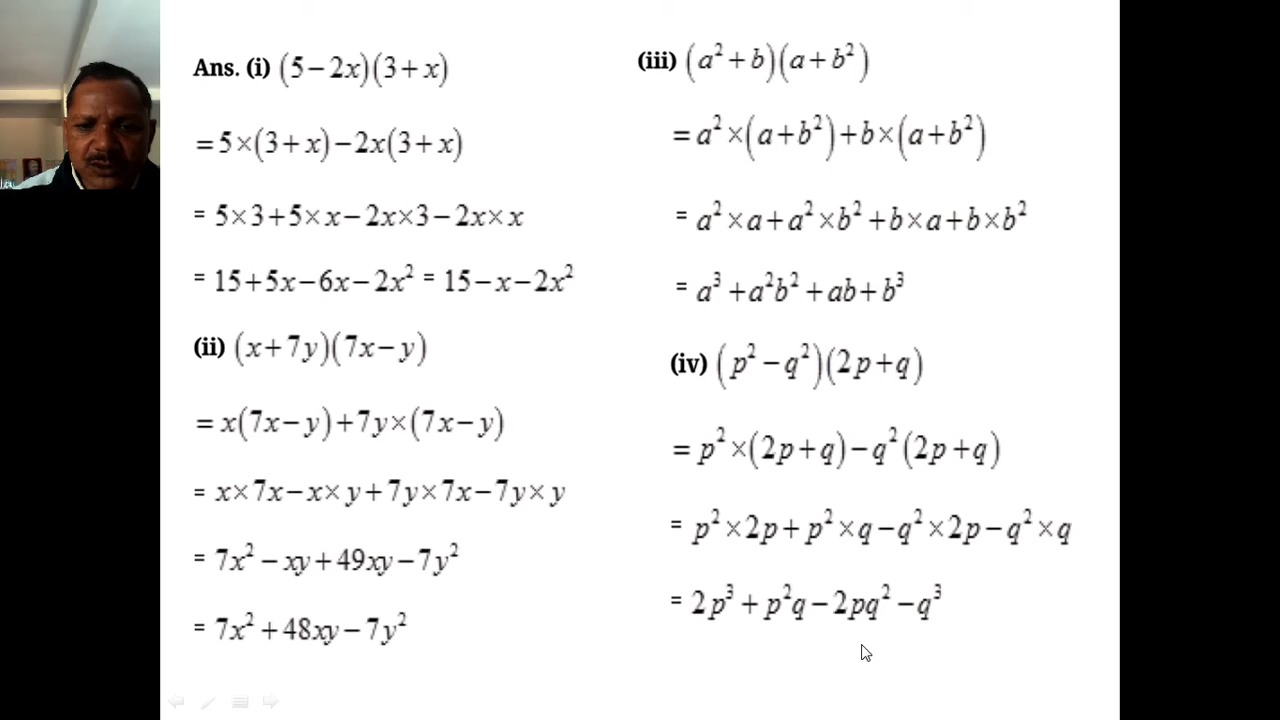 Ans. (i) (5−2x)(3+x)
=5×(3+x)−2x(3+x)
= 5×3+5×x−2x×3−2x×x
= 15+5x−6x−2x² = 15−x−2x²
(ii) (x+7y)(7x−y)
=x(7x−y)+7y×(7x−y)
= x×7x−x×y+7y×7x−7y×y
= 7x²−xy+49xy−7y²
= 7x²+48xy−7y²
(iii) (a²+b)(a+b²)
=a²×(a+b²)+b×(a+b²)
= a²×a+a²×b²+b×a+b×b²
= a³+a²b²+ab+b³
(iv) (p²−q²)(2p+q)
=p²×(2p+q)−q²(2p+q)
= p²×2p+p²×q−q²×2p−q²×q
= 2p³+p²q−2pq²−q³